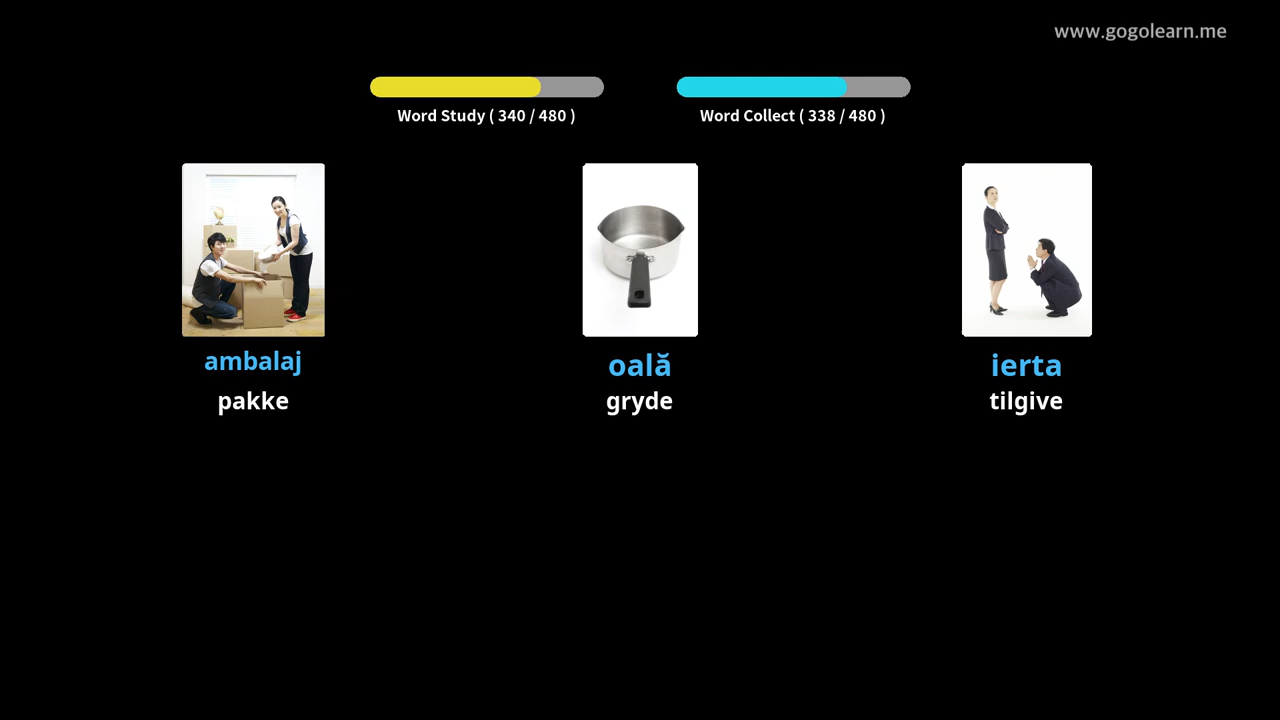 www.gogolearn.me
Word Study ( 340 / 480 )
Word Collect ( 338 / 480 )
ambalaj
pakke
oală
gryde
ierta
tilgive